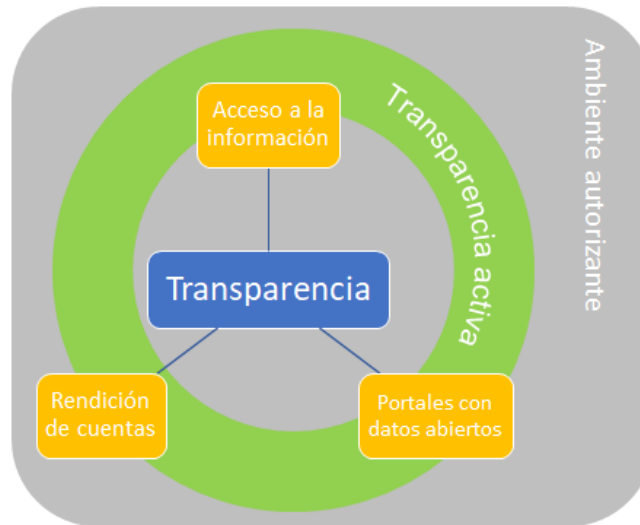 Acceso a la
información
Transparencia activa
Ambiente autorizante
Transparencia
Rendición
de cuentas
Portales con
datos abiertos